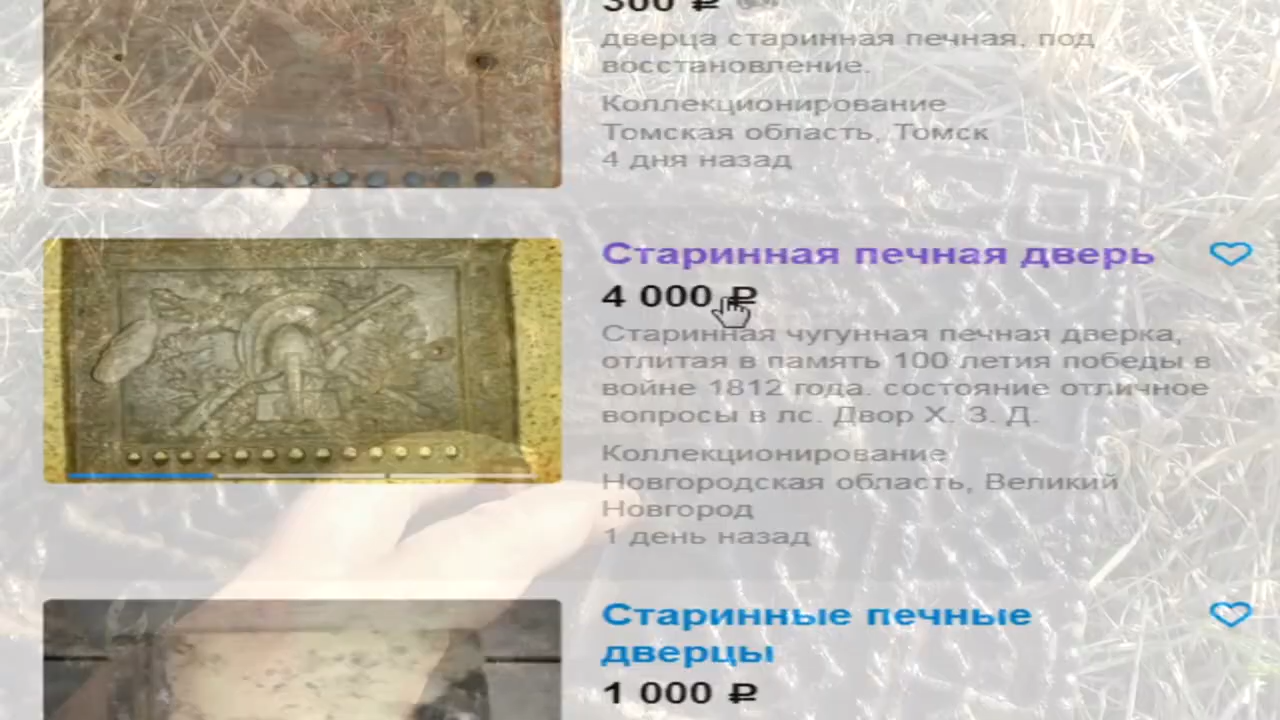 300 ₽
дверца старинная печная, под
восстановление.
Коллекционирование
Томская область, Томск
4 дня назад
Старинная печная дверь
4 000 ₽
Старинная чугунная печная дверка,
отлитая в память 100 летия победы в
войне 1812 года. состояние отличное
вопросы в лс. Двор Х. З. Д.
Коллекционирование
Новгородская область, Великий
Новгород
1 день назад
Старинные печные
дверцы
1 000 ₽